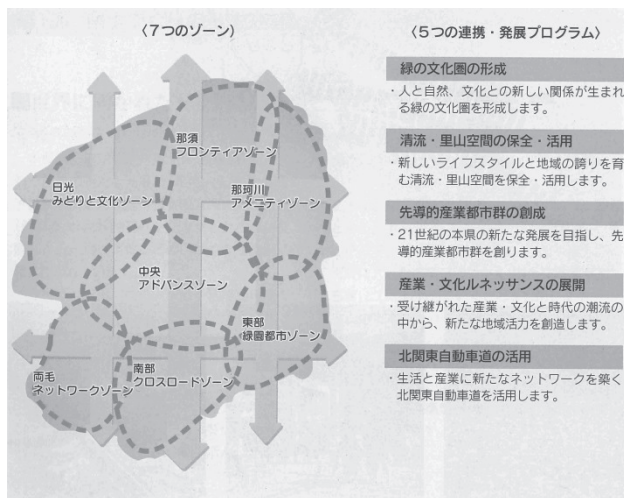 〈7つのゾーン〉
那須
フロンティアゾーン
日光
みどりと文化ゾーン
那珂川
アメニティゾーン
中央
アドバンスゾーン
東部
緑園都市ゾーン
両毛
ネットワークゾーン
南部
クロスロードゾーン
〈5つの連携・発展プログラム〉
緑の文化圏の形成
・人と自然、文化との新しい関係が生まれ
る緑の文化圏を形成します。
清流・里山空間の保全・活用
・新しいライフスタイルと地域の誇りを育
む清流・里山空間を保全・活用します。
先導的産業都市群の創成
・21世紀の本県の新たな発展を目指し、先
導的産業都市群を創ります。
産業・文化ルネッサンスの展開
・受け継がれた産業・文化と時代の潮流の
中から、新たな地域活力を創造します。
北関東自動車道の活用
・生活と産業に新たなネットワークを築く
北関東自動車道を活用します。